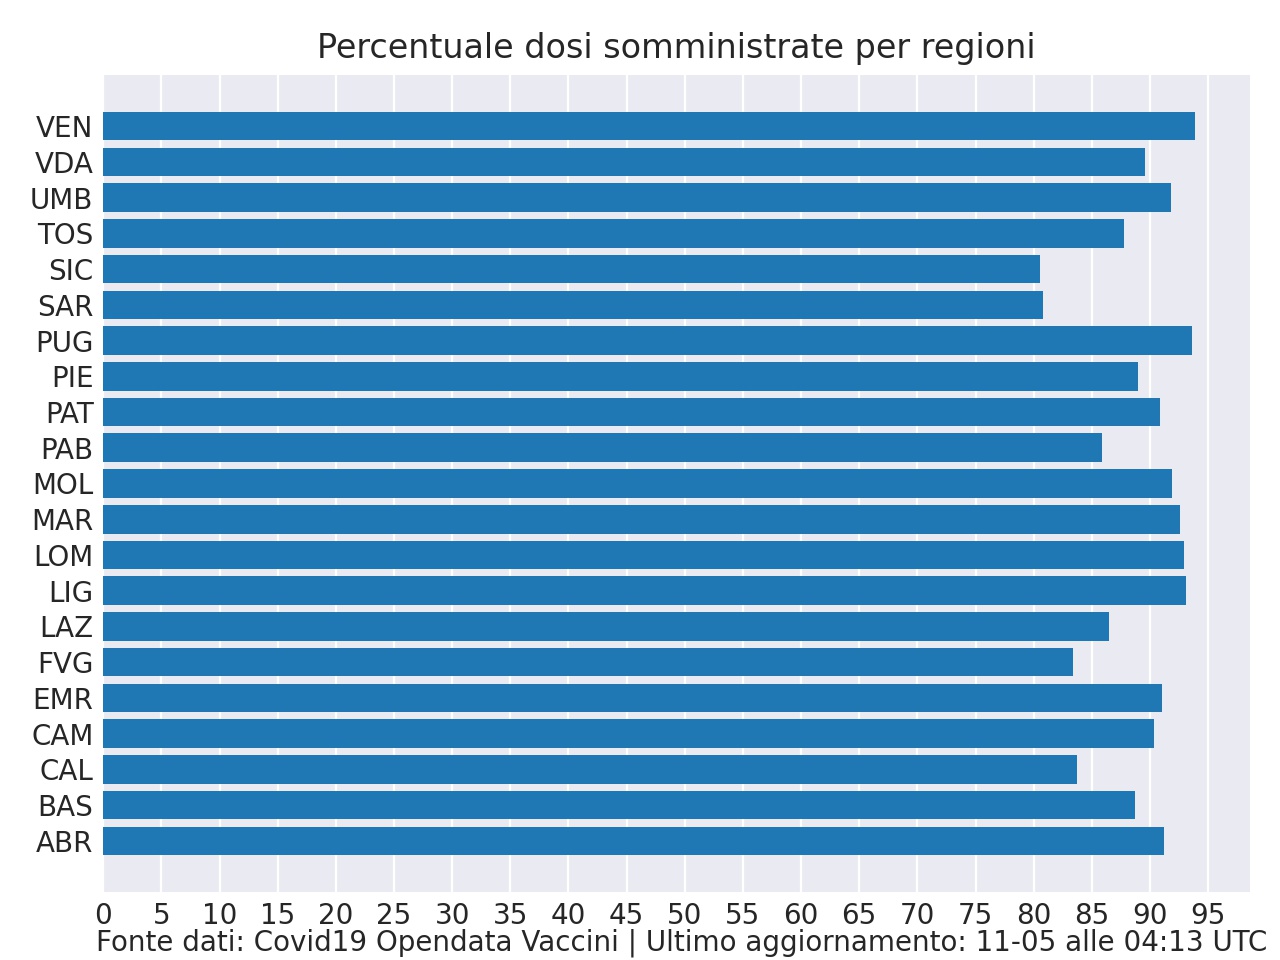 Percentuale dosi somministrate per regioni
VEN
VDA
UMB
TOS
SIC
SAR
PUG
PIE
PAT
PAB
MOL
MAR
LOM
LIG
LAZ
FVG
EMR
CAM
CAL
BAS
ABR
0 5 10 15 20 25 30 35 40 45 50 55 60 65 70 75 80 85 90 95
Fonte dati: Covid19 Opendata Vaccini | Ultimo aggiornamento: 11-05 alle 04:13 UTC